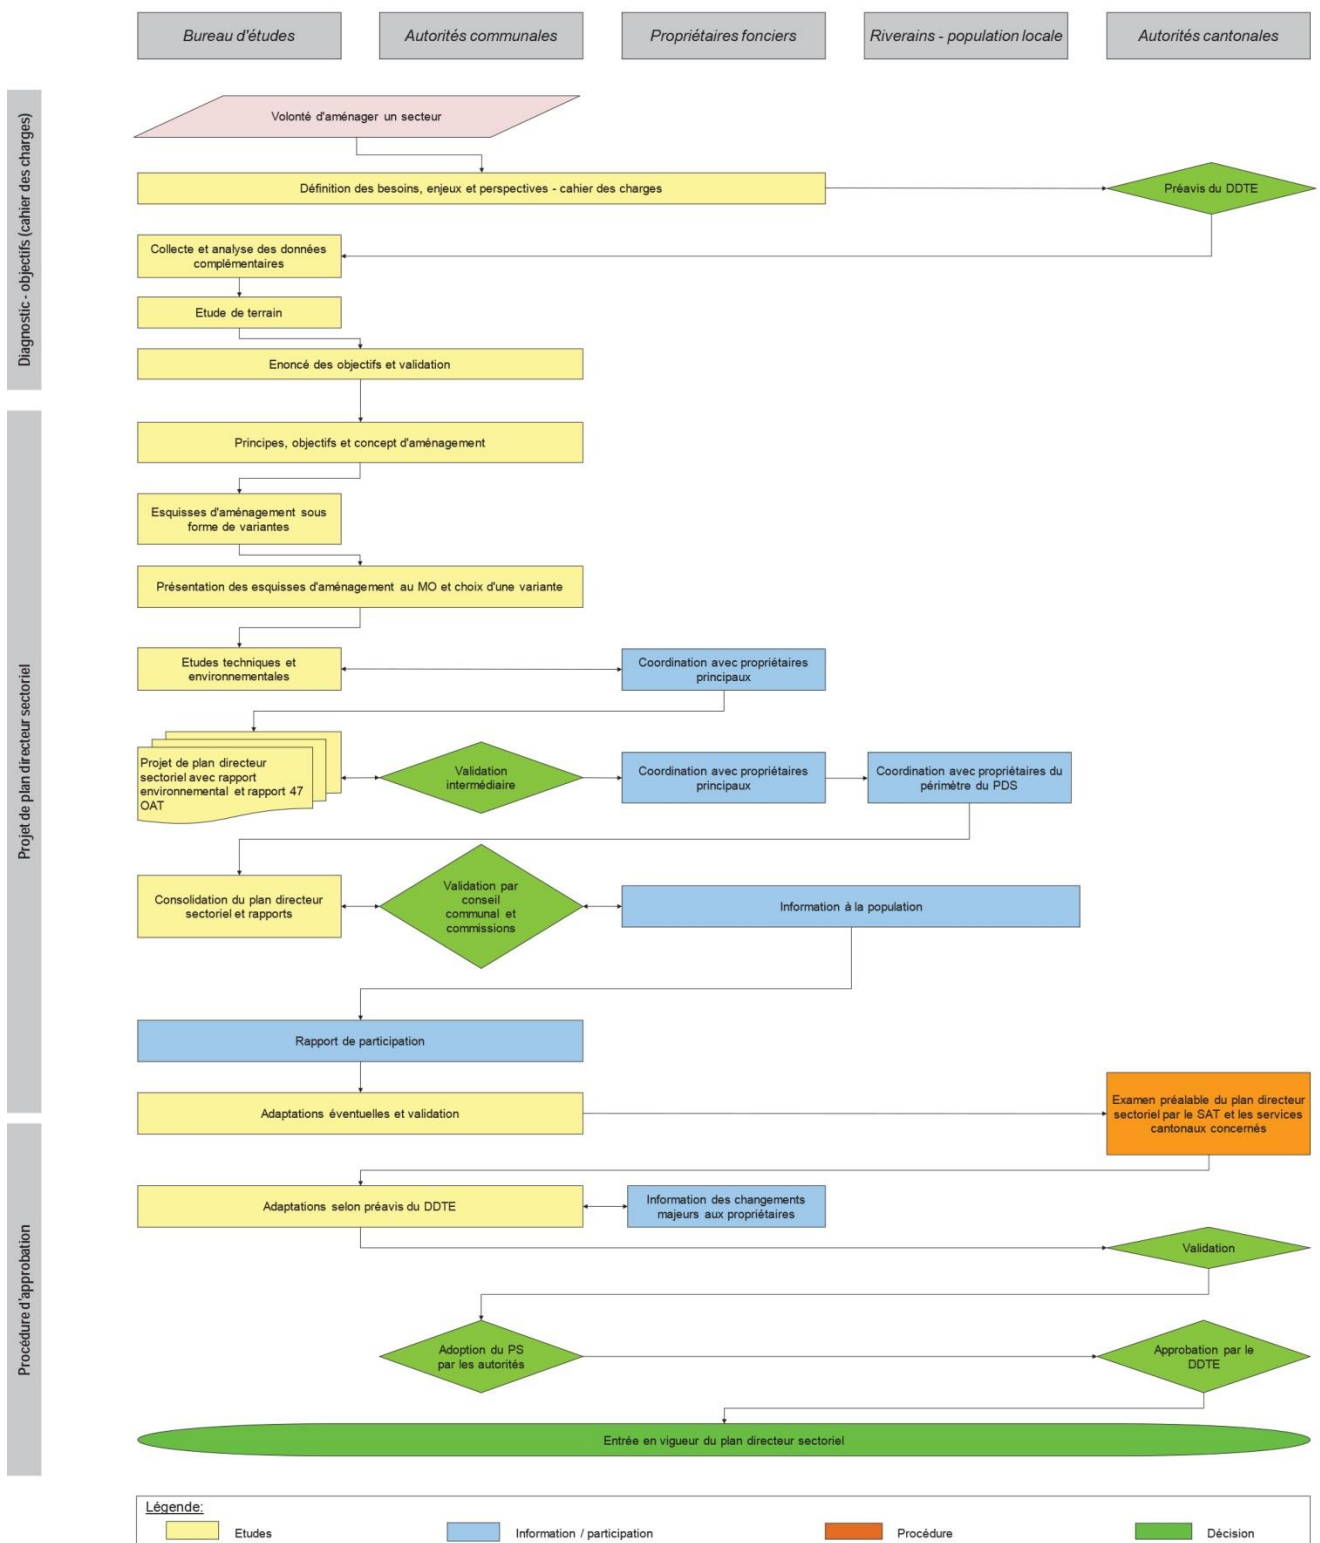 Bureau d'études
Autorités communales
Propriétaires fonciers
Riverains - population locale
Autorités cantonales
Diagnostic - objectifs (cahier des charges)
Volonté d'aménager un secteur
Définition des besoins, enjeux et perspectives - cahier des charges
Préavis du DDTE
Collecte et analyse des données
complémentaires
Etude de terrain
Enoncé des objectifs et validation
Projet de plan directeur sectoriel
Principes, objectifs et concept d'aménagement
Esquisses d'aménagement sous
forme de variantes
Présentation des esquisses d'aménagement au MO et choix d'une variante
Etudes techniques et
environnementales
Coordination avec propriétaires
principaux
Projet de plan directeur
sectoriel avec rapport
environnemental et rapport 47
OAT
Validation
intermédiaire
Coordination avec propriétaires
principaux
Coordination avec propriétaires du
périmètre du PDS
Consolidation du plan directeur
sectoriel et rapports
Validation par
conseil
communal et
commissions
Information à la population
Rapport de participation
Adaptations éventuelles et validation
Examen préalable du plan directeur
sectoriel par le SAT et les services
cantonaux concernés
Procédure d'approbation
Adaptations selon préavis du DDTE
Information des changements
majeurs aux propriétaires
Validation
Adoption du PS
par les autorités
Approbation par le
DDTE
Entrée en vigueur du plan directeur sectoriel
Légende:
Etudes
Information / participation
Procédure
Décision